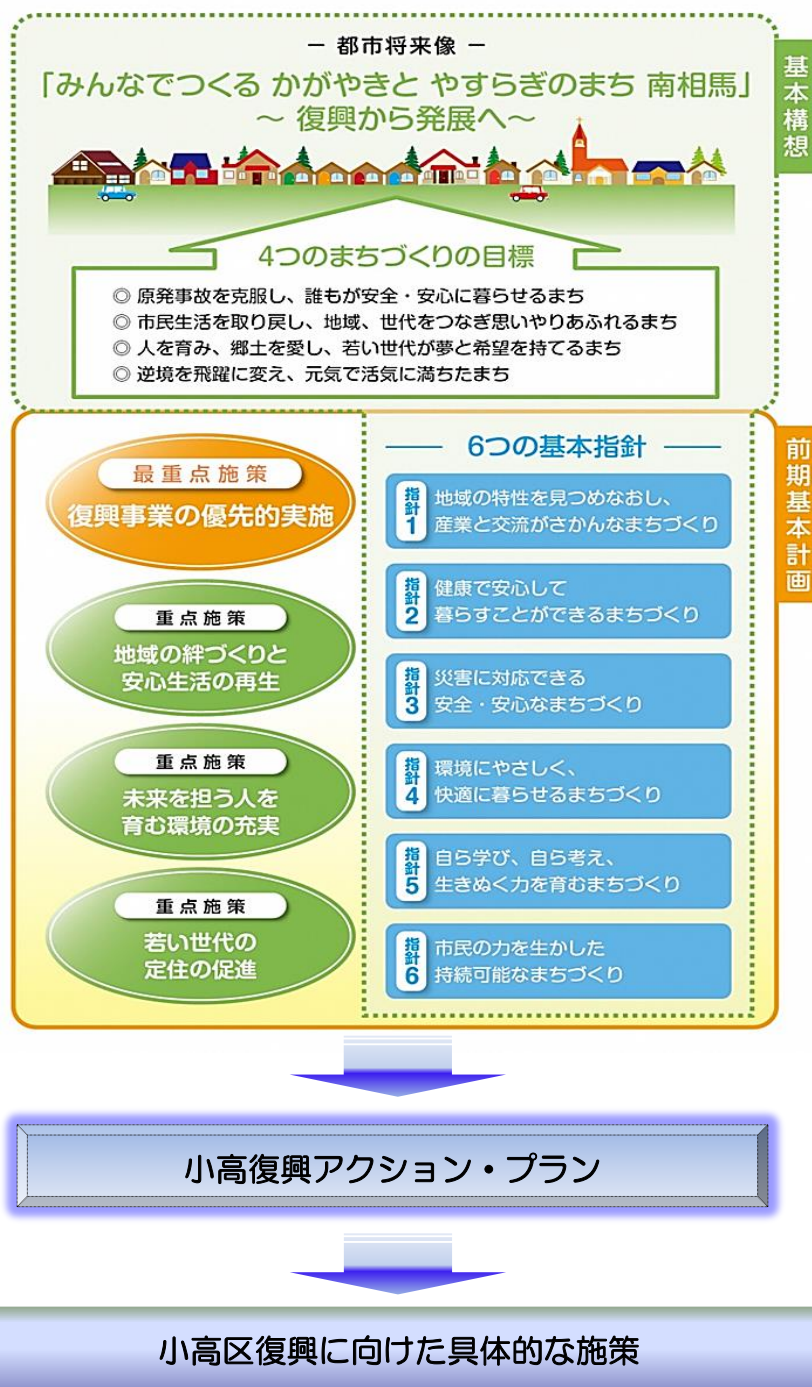 ― 都市将来像 ―
「みんなでつくる かがやきと やすらぎのまち 南相馬」
～ 復興から発展へ～
基本構想
4つのまちづくりの目標
◎ 原発事故を克服し、誰もが安全・安心に暮らせるまち
◎ 市民生活を取り戻し、地域、世代をつなぎ思いやりあふれるまち
◎ 人を育み、郷土を愛し、若い世代が夢と希望を持てるまち
◎ 逆境を飛躍に変え、元気で活気に満ちたまち
前期基本計画
最重点施策
復興事業の優先的実施
重点施策
地域の絆づくりと
安心生活の再生
重点施策
未来を担う人を
育む環境の充実
重点施策
若い世代の
定住の促進
6つの基本指針
指針1
地域の特性を見つめなおし、
産業と交流がさかんなまちづくり
指針2
健康で安心して
暮らすことができるまちづくり
指針3
災害に対応できる
安全・安心なまちづくり
指針4
環境にやさしく、
快適に暮らせるまちづくり
指針5
自ら学び、自ら考え、
生きぬく力を育むまちづくり
指針6
市民の力を生かした
持続可能なまちづくり
小高復興アクション・プラン
小高区復興に向けた具体的な施策